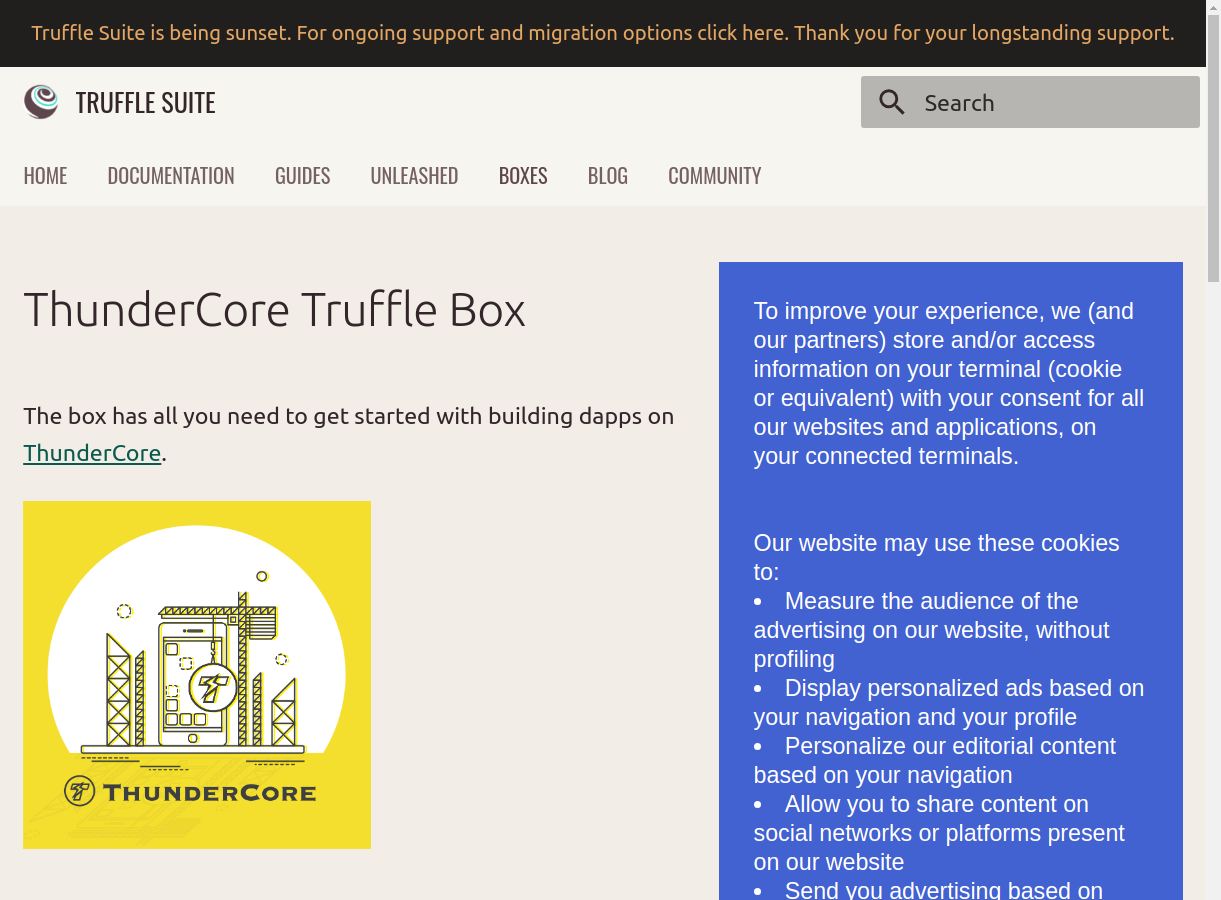 Truffle Suite is being sunset. For ongoing support and migration options click here. Thank you for your longstanding support.
TRUFFLE SUITE
Search
HOME DOCUMENTATION GUIDES UNLEASHED BOXES BLOG COMMUNITY
ThunderCore Truffle Box
The box has all you need to get started with building dapps on
ThunderCore.
THUNDERCORE
To improve your experience, we (and
our partners) store and/or access
information on your terminal (cookie
or equivalent) with your consent for all
our websites and applications, on
your connected terminals.
Our website may use these cookies
to:
• Measure the audience of the
advertising on our website, without
profiling
• Display personalized ads based on
your navigation and your profile
• Personalize our editorial content
based on your navigation
• Allow you to share content on
social networks or platforms present
on our website
• Send you advertising based on